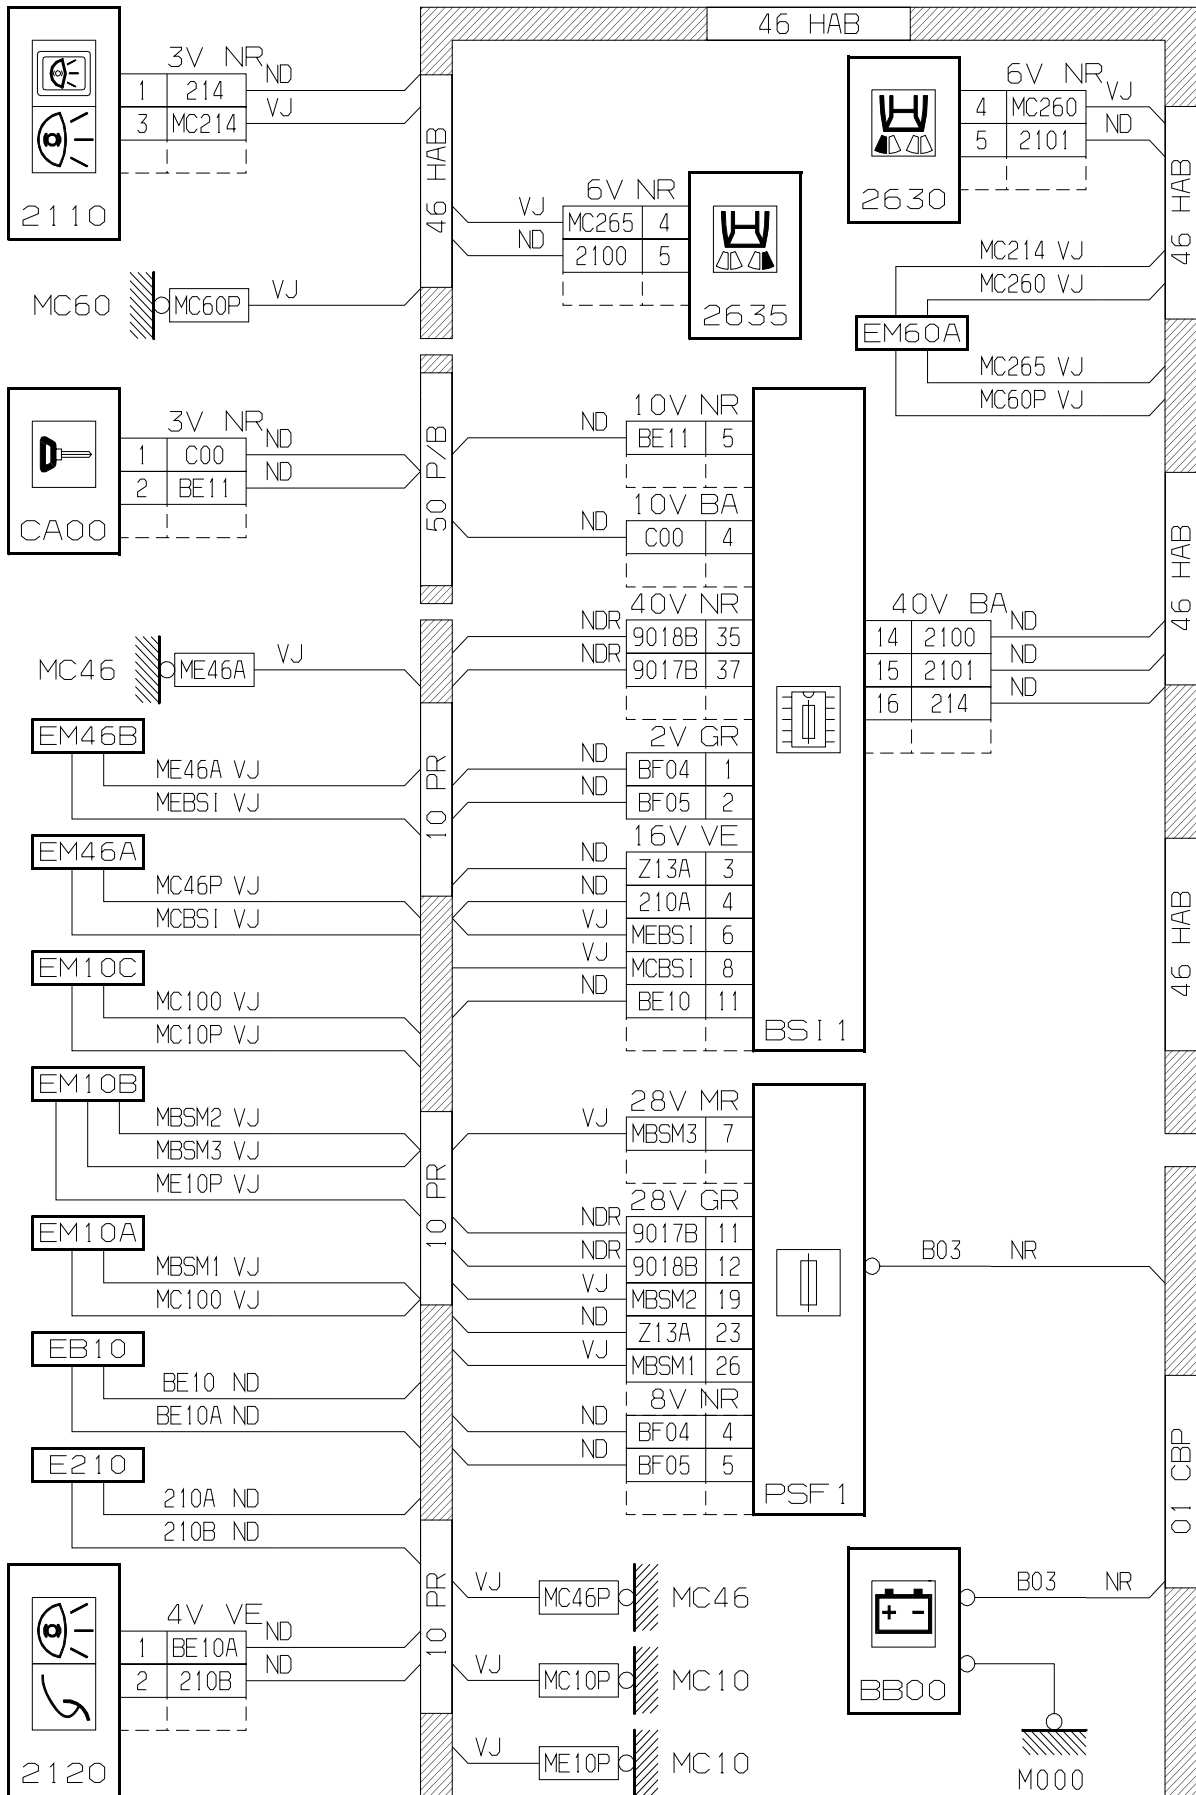 46 HAB
3V NR
ND
1 214
VJ
3 MC214
2110
46 HAB
6V NR
VJ
4 MC260
ND
5 2101
2630
46 HAB
6V NR
VJ
MC265 4
ND
2100 5
2635
MC60
MC60P
VJ
MC214 VJ
MC260 VJ
EM60A
MC265 VJ
MC60P VJ
3V NR
ND
1 C00
ND
2 BE11
CA00
50 P/B
10V NR
ND
BE11 5
10V BA
ND
C00 4
40V NR
NDR
9018B 35
NDR
9017B 37
2V GR
ND
BF04 1
ND
BF05 2
16V VE
ND
Z13A 3
ND
210A 4
VJ
MEBSI 6
VJ
MCBSI 8
ND
BE10 11
BSI1
40V BA
ND
14 2100
ND
15 2101
ND
16 214
46 HAB
46 HAB
MC46
ME46A
VJ
EM46B
ME46A VJ
MEBSI VJ
10 PR
EM46A
MC46P VJ
MCBSI VJ
EM10C
MC100 VJ
MC10P VJ
EM10B
MBSM2 VJ
MBSM3 VJ
ME10P VJ
10 PR
EM10A
MBSM1 VJ
MC100 VJ
EB10
BE10 ND
BE10A ND
E210
210A ND
210B ND
28V MR
VJ
MBSM3 7
28V GR
NDR
9017B 11
NDR
9018B 12
VJ
MBSM2 19
ND
Z13A 23
VJ
MBSM1 26
8V NR
ND
BF04 4
ND
BF05 5
PSF1
B03 NR
01 CBP
4V VE
ND
1 BE10A
ND
2 210B
2120
10 PR
VJ
MC46P
MC46
VJ
MC10P
MC10
VJ
ME10P
MC10
+ -
BB00
B03 NR
M000